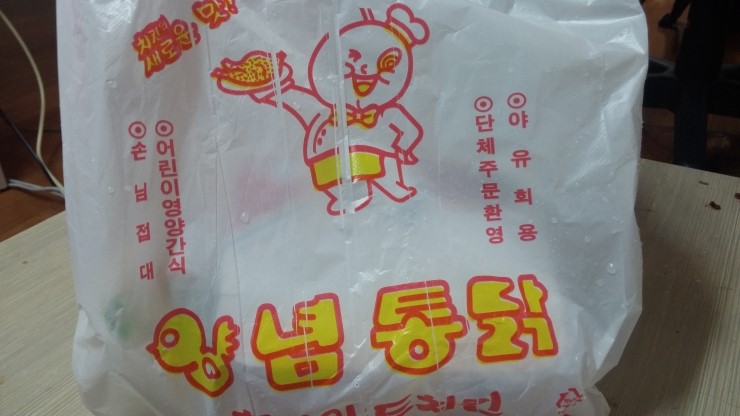 치킨의
새로운 맛
◎야유회용
◎단체주문환영
◎어린이영양간식
◎손님접대
양념통닭